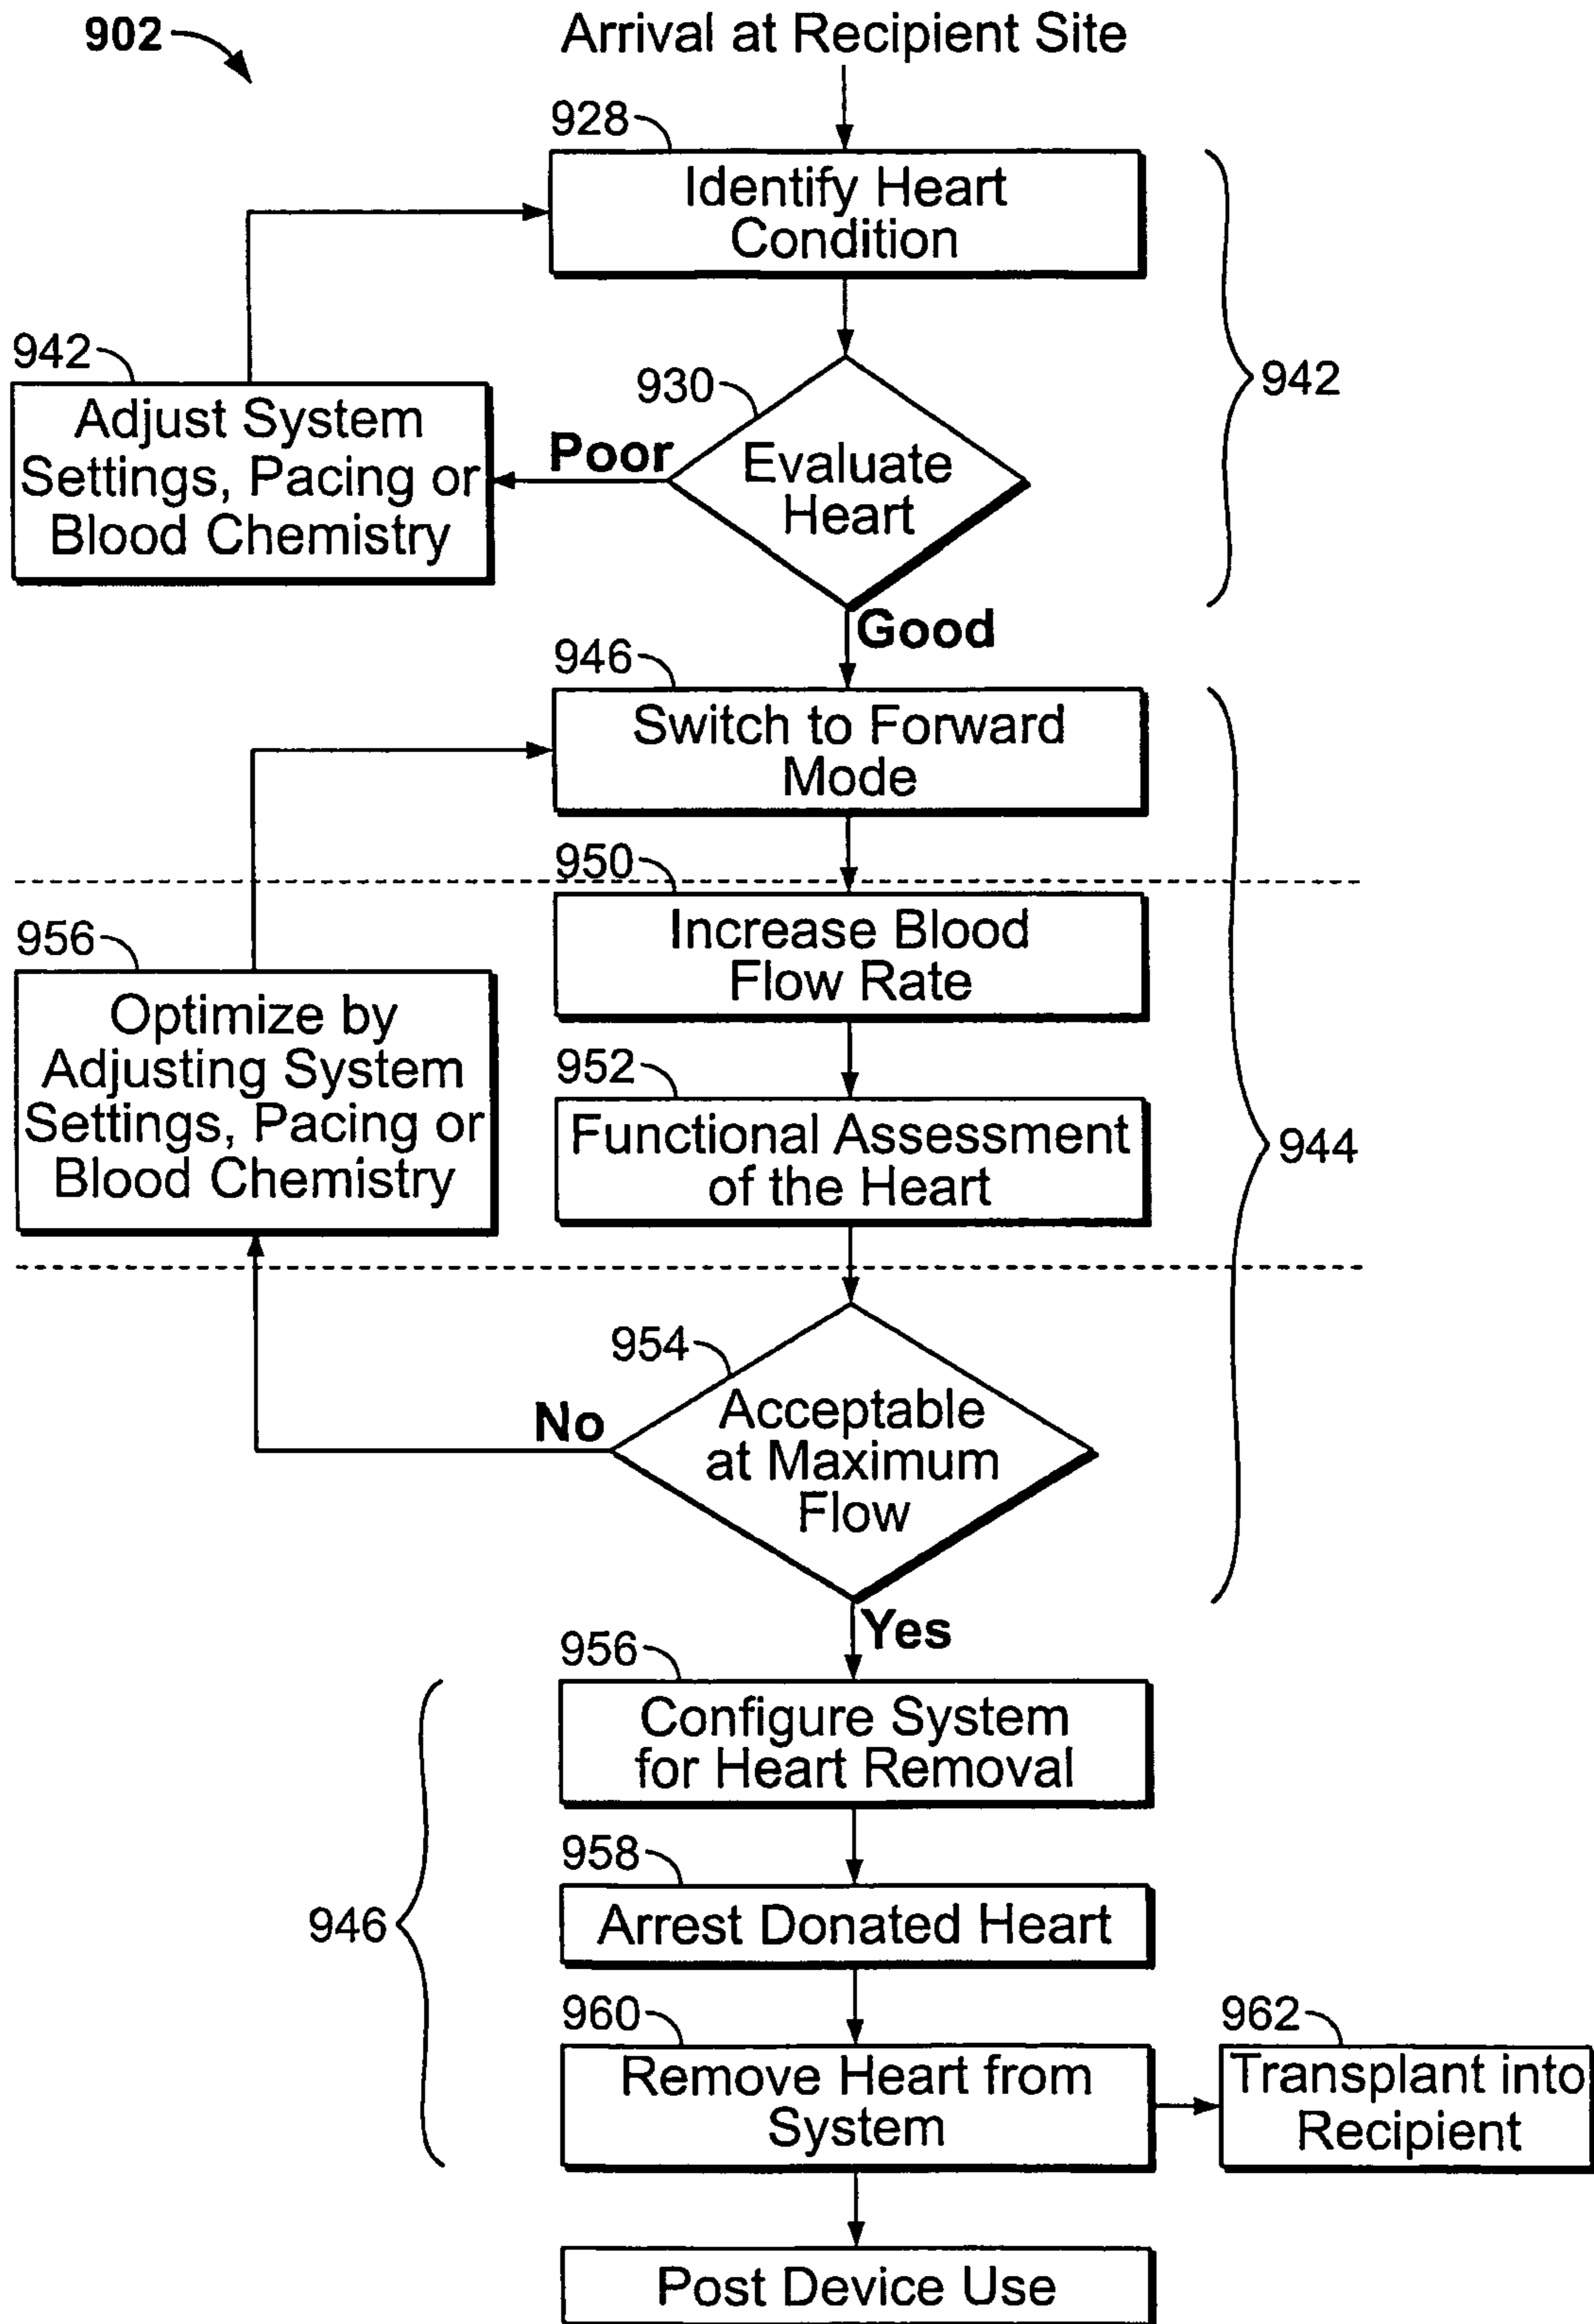 902
Arrival at Recipient Site
928
Identify Heart
Condition
942
Adjust System
Settings, Pacing or
Blood Chemistry
930
Poor
Evaluate
Heart
942
Good
946
Switch to Forward
Mode
950
Increase Blood
Flow Rate
956
Optimize by
Adjusting System
Settings, Pacing or
Blood Chemistry
952
Functional Assessment
of the Heart
944
954
No
Acceptable
at Maximum
Flow
Yes
956
Configure System
for Heart Removal
946
958
Arrest Donated Heart
960
Remove Heart from
System
962
Transplant into
Recipient
Post Device Use